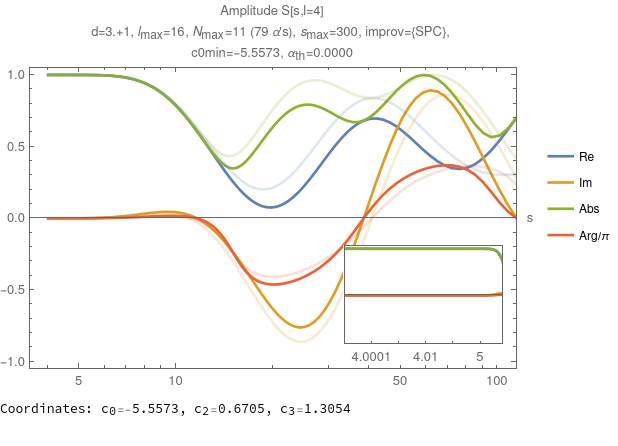 Amplitude S[s,l=4]
d=3.+1, lmax=16, Nmax=11 (79 α's), smax=300, improv={SPC},
c0min=−5.5573, αth=0.0000
1.0
0.5
0.0
−0.5
−1.0
s
5
10
50
100
4.0001
4.01
5
Re
Im
Abs
Arg/π
Coordinates: c0=-5.5573, c2=0.6705, c3=1.3054